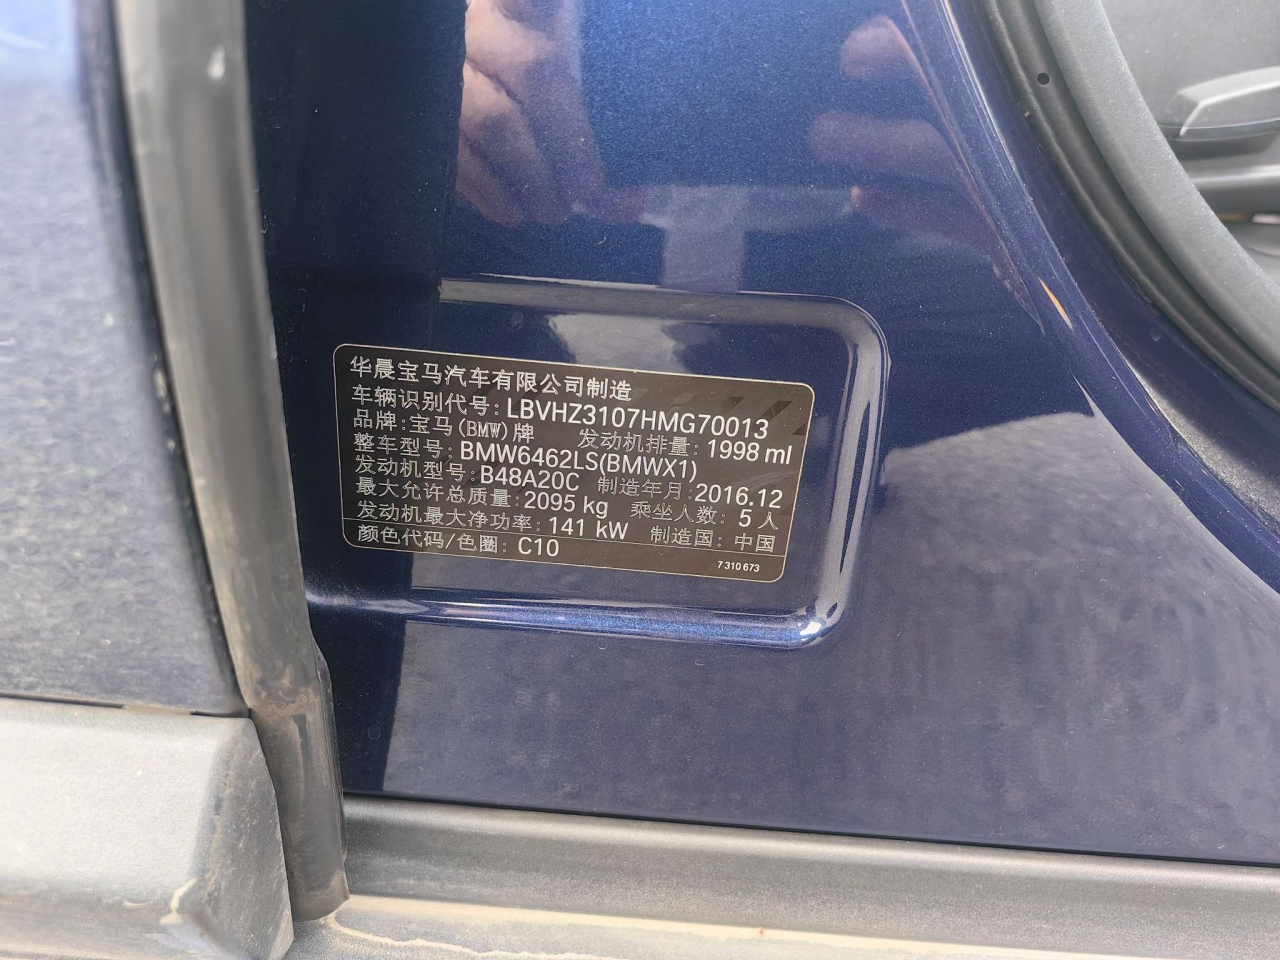 华晨宝马汽车有限公司制造
车辆识别代号: LBVHZ3107HMG70013
品牌: 宝马(BMW)牌 发动机排量: 1998 ml
整车型号: BMW6462LS(BMWX1)
发动机型号: B48A20C 制造年月: 2016.12
最大允许总质量: 2095 kg 乘坐人数: 5 人
发动机最大净功率: 141 kW 制造国: 中国
颜色代码/色圈: C10 7 310 673